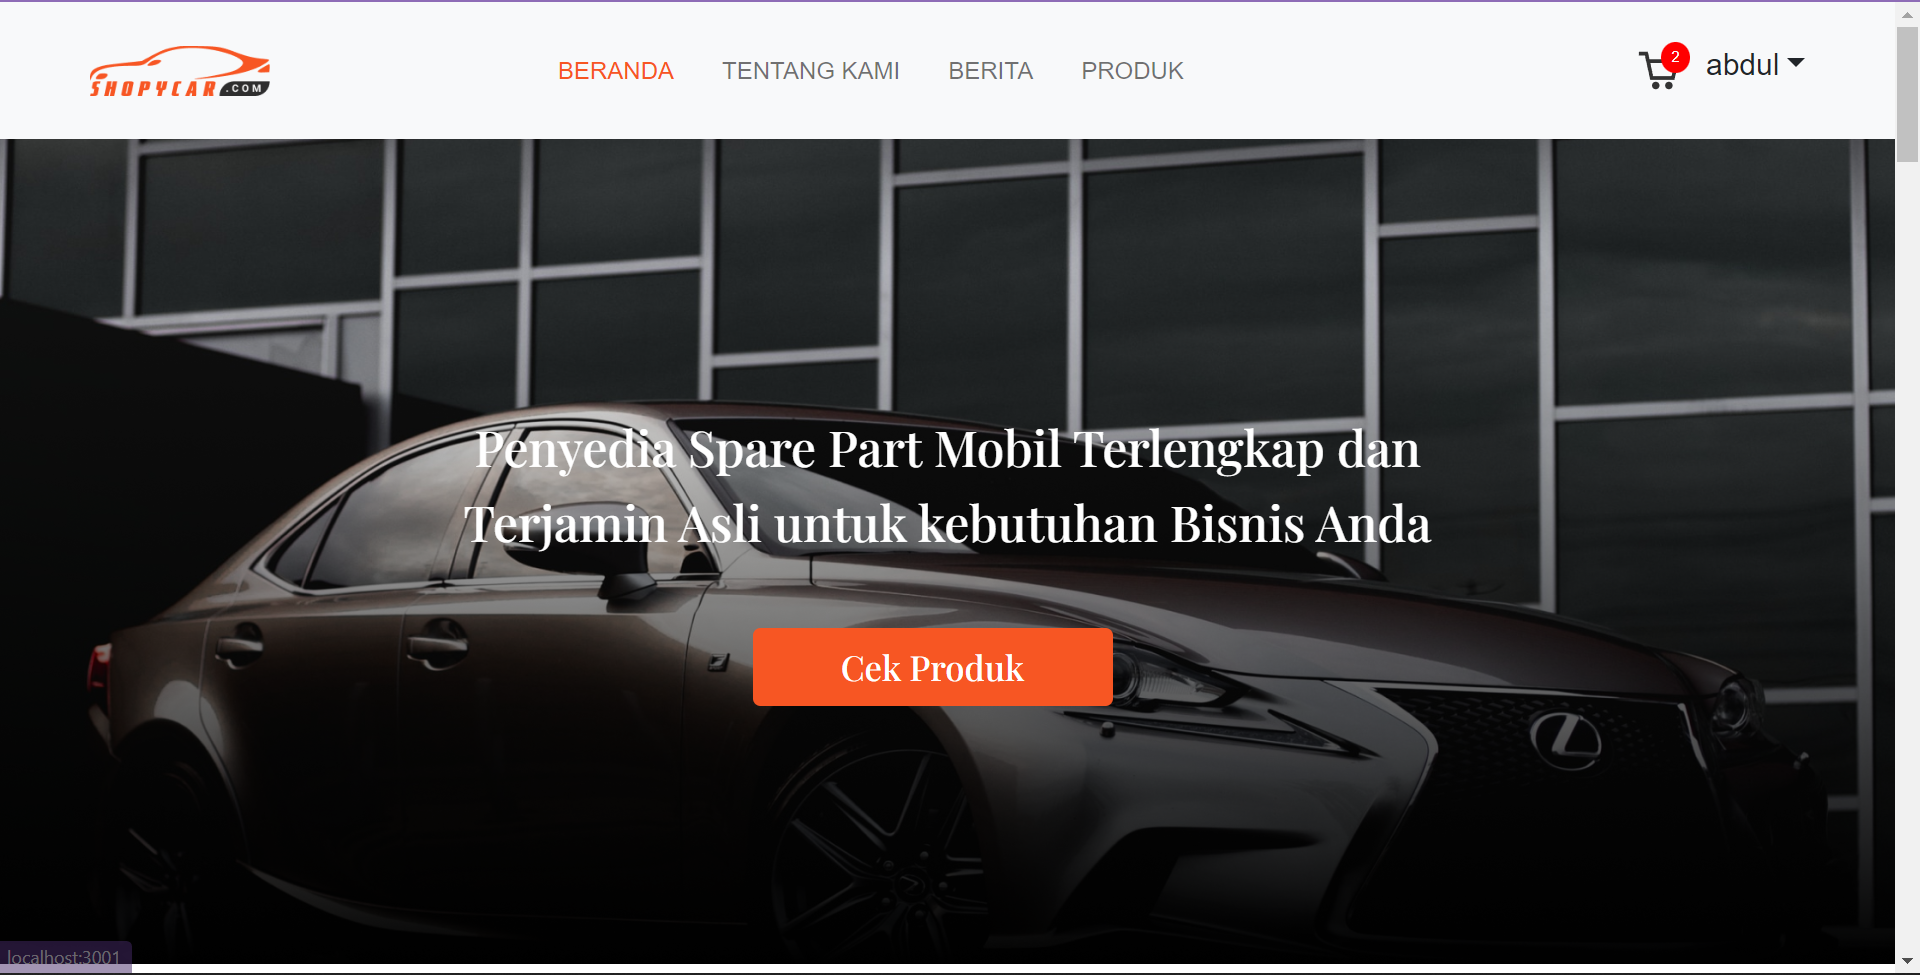 SHOPYCAR.COM
BERANDA
TENTANG KAMI
BERITA
PRODUK
2
abdul
Penyedia Spare Part Mobil Terlengkap dan
Terjamin Asli untuk kebutuhan Bisnis Anda
Cek Produk
localhost:3001